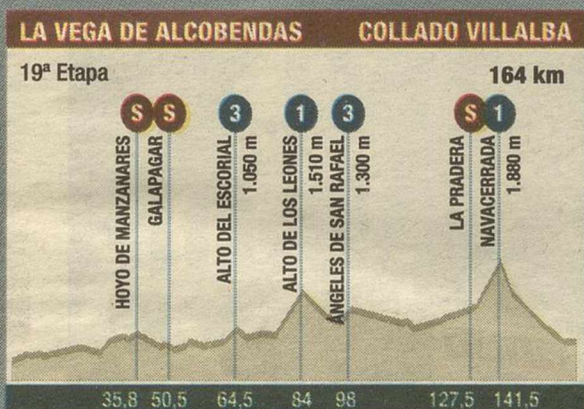 LA VEGA DE ALCOBENDAS COLLADO VILLALBA
19ª Etapa
164 km
S S 3 1 3 S 1
HOYO DE MANZANARES
GALAPAGAR
ALTO DEL ESCORIAL
1.050 m
ALTO DE LOS LEONES
1.510 m
ÁNGELES DE SAN RAFAEL
1.300 m
LA PRADERA
NAVACERRADA
1.880 m
35,8 50,5 64,5 84 98 127,5 141,5